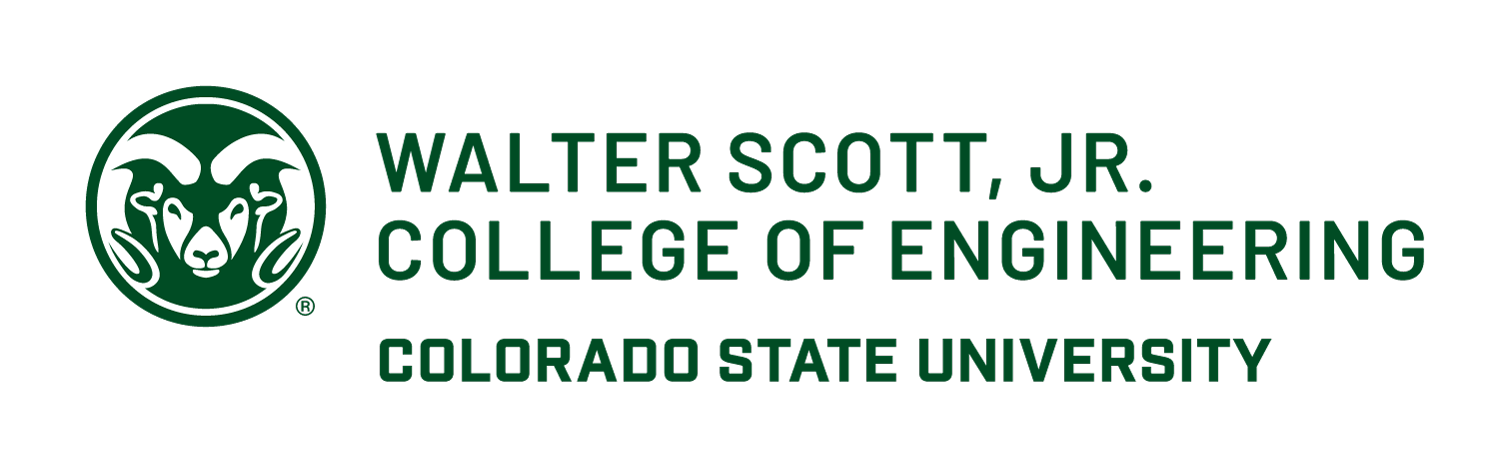 WALTER SCOTT, JR.
COLLEGE OF ENGINEERING
COLORADO STATE UNIVERSITY
®